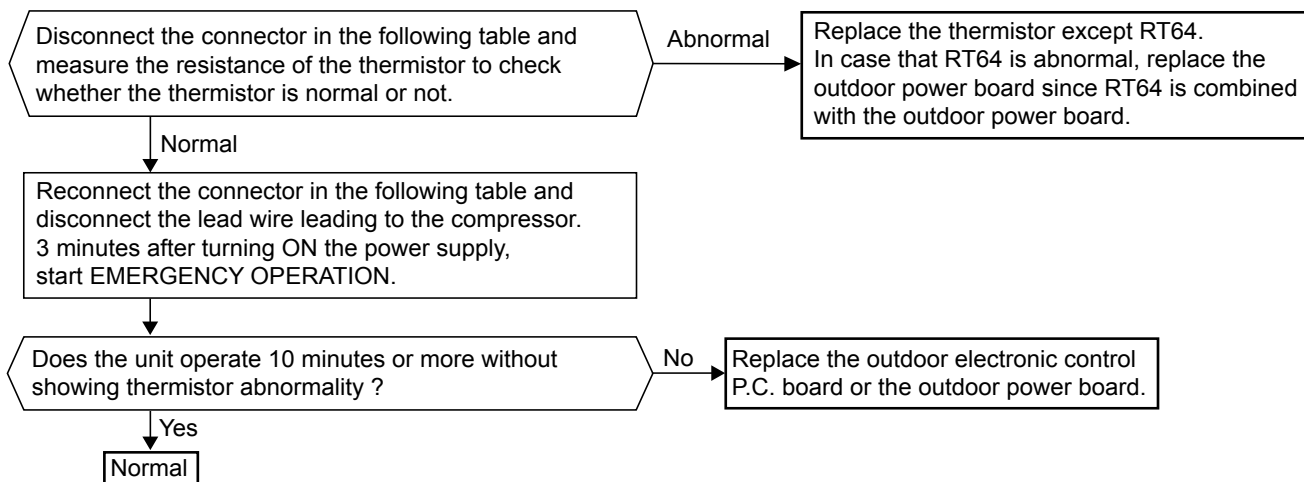 Disconnect the connector in the following table and
measure the resistance of the thermistor to check
whether the thermistor is normal or not.
Abnormal
Replace the thermistor except RT64.
In case that RT64 is abnormal, replace the
outdoor power board since RT64 is combined
with the outdoor power board.
Normal
Reconnect the connector in the following table and
disconnect the lead wire leading to the compressor.
3 minutes after turning ON the power supply,
start EMERGENCY OPERATION.
Does the unit operate 10 minutes or more without
showing thermistor abnormality ?
No
Replace the outdoor electronic control
P.C. board or the outdoor power board.
Yes
Normal